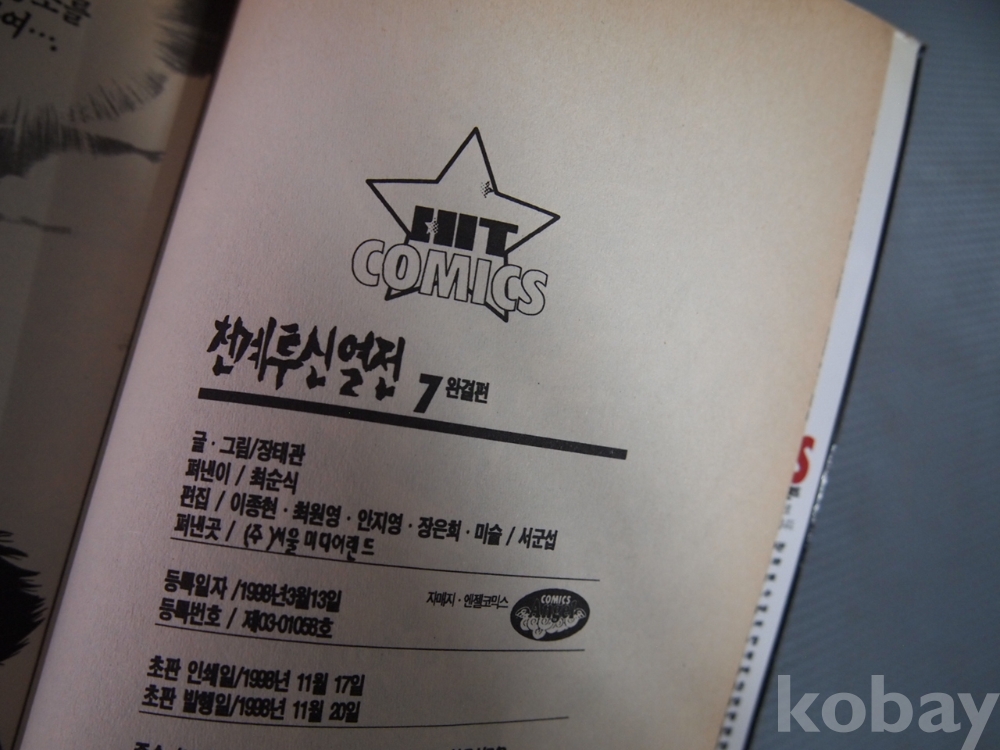 여...
HIT
COMICS
천계투신열전 7 완결편
글 · 그림/장태관
펴낸이 / 최순식
편집 / 이종현 · 최원영 · 안지영 · 장은희 · 미술 / 서군섭
펴낸곳 / (주)서울미디어랜드
등록일자 /1998년3월13일
등록번호 / 제03-01058호
자매지 · 엔젤코믹스
COMICS
Angel
초판 인쇄일/1998년 11월 17일
초판 발행일/1998년 11월 20일
S
kobay